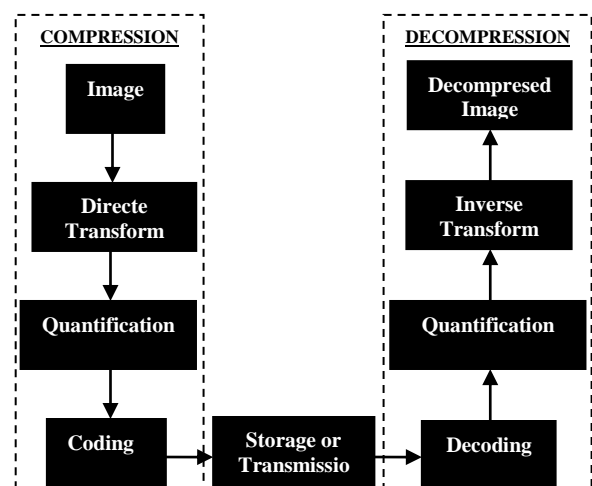 COMPRESSION
Image
Directe
Transform
Quantification
Coding
Storage or
Transmissio
DECOMPRESSION
Decompresed
Image
Inverse
Transform
Quantification
Decoding